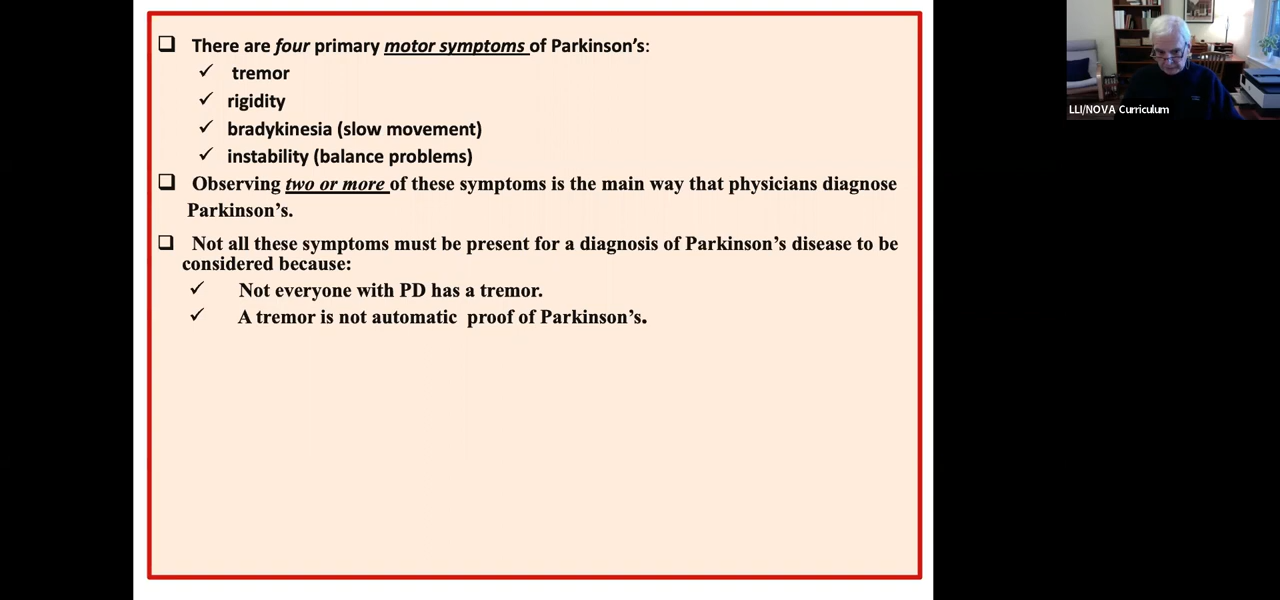 There are four primary motor symptoms of Parkinson's:
tremor
rigidity
bradykinesia (slow movement)
instability (balance problems)
Observing two or more of these symptoms is the main way that physicians diagnose
Parkinson's.
Not all these symptoms must be present for a diagnosis of Parkinson's disease to be
considered because:
Not everyone with PD has a tremor.
A tremor is not automatic proof of Parkinson's.
LLI/NOVA Curriculum